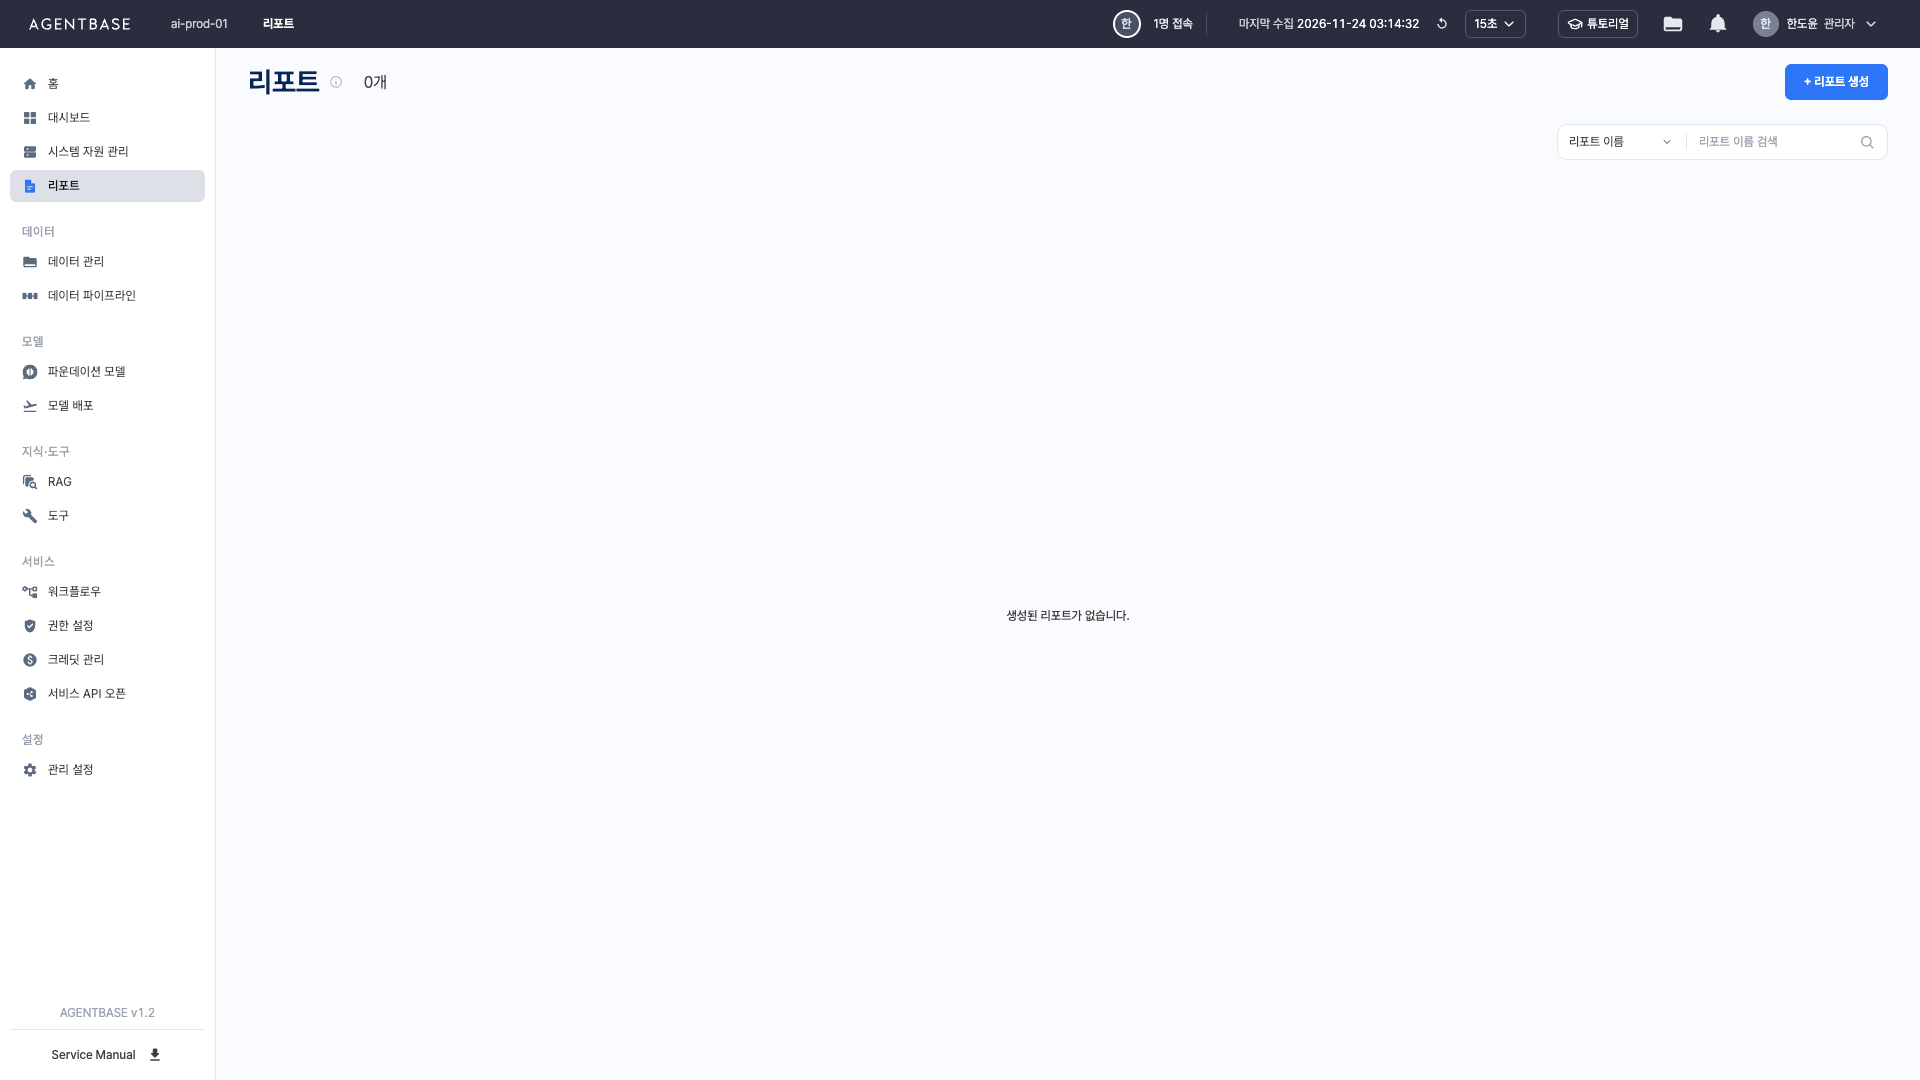 AGENTBASE
ai-prod-01
리포트
한
1명 접속
마지막 수집 2026-11-24 03:14:32
15초
튜토리얼
한
한도윤 관리자
홈
대시보드
시스템 자원 관리
리포트
데이터
데이터 관리
데이터 파이프라인
모델
파운데이션 모델
모델 배포
지식·도구
RAG
도구
서비스
워크플로우
권한 설정
크레딧 관리
서비스 API 오픈
설정
관리 설정
AGENTBASE v1.2
Service Manual
리포트
0개
+ 리포트 생성
리포트 이름
리포트 이름 검색
생성된 리포트가 없습니다.